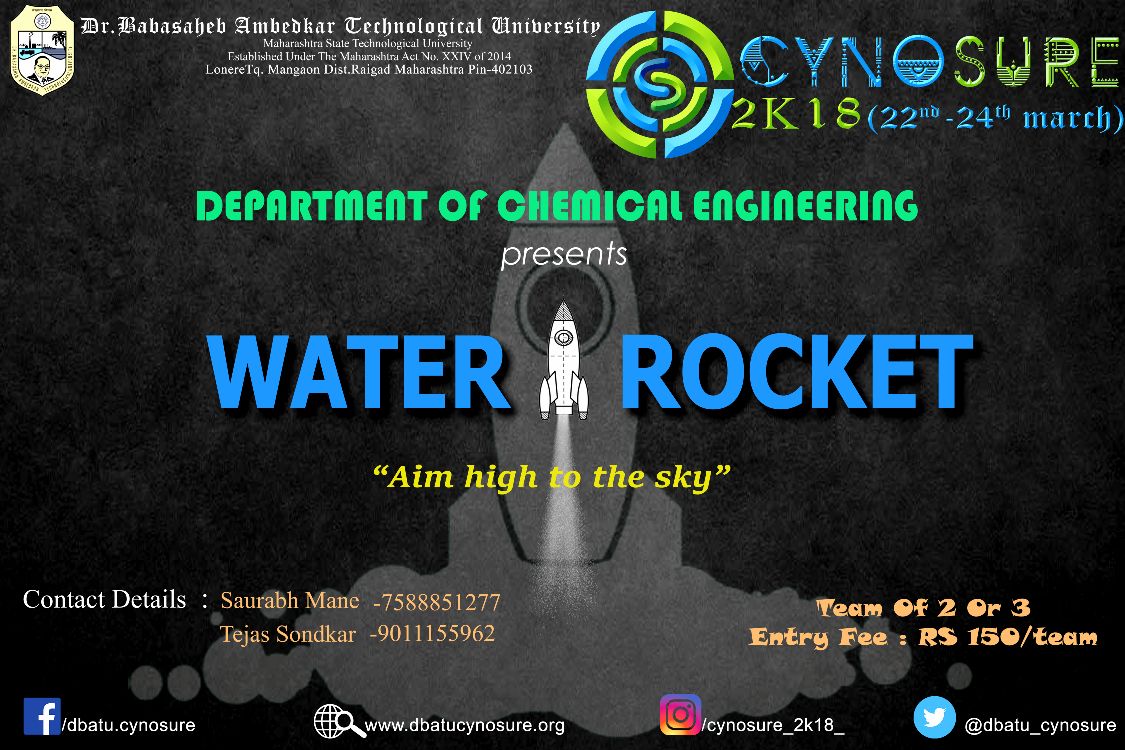 Dr.Babasaheb Ambedkar Technological University
Maharashtra State Technological University
Established Under The Maharashtra Act No. XXIV of 2014
LonereTq. Mangaon Dist.Raigad Maharashtra Pin-402103
CYNOSURE
2K18 (22nd -24th march)
DEPARTMENT OF CHEMICAL ENGINEERING
presents
WATER ROCKET
“Aim high to the sky”
Contact Details : Saurabh Mane -7588851277
Tejas Sondkar -9011155962
Team Of 2 Or 3
Entry Fee : RS 150/team
/dbatu.cynosure
www.dbatucynosure.org
/cynosure_2k18_
@dbatu_cynosure